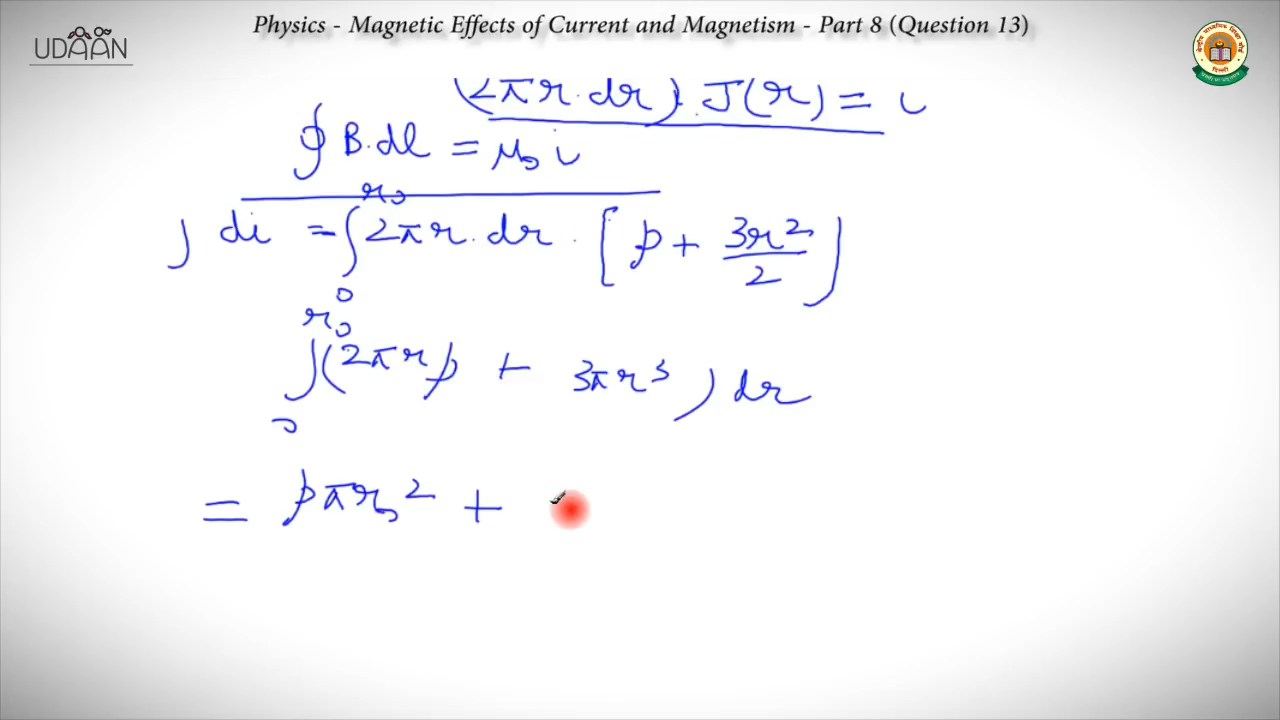 Physics - Magnetic Effects of Current and Magnetism - Part 8 (Question 13)
UDAAN
(2πr.dr). J(r) = i
∮ B.dl = μ₀ i
∫ di = ∫₀^r₀ 2πr.dr. [p + 3r²/2]
∫₀^r₀ (2πrp + 3πr³) dr
= pπr₀² +